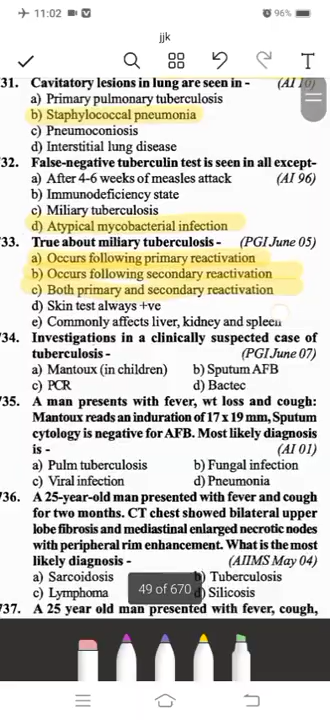 11:02
96%
jjk
T
31. Cavitatory lesions in lung are seen in - (AI 10)
a) Primary pulmonary tuberculosis
b) Staphylococcal pneumonia
c) Pneumoconiosis
d) Interstitial lung disease
32. False-negative tuberculin test is seen in all except-
a) After 4-6 weeks of measles attack (AI 96)
b) Immunodeficiency state
c) Miliary tuberculosis
d) Atypical mycobacterial infection
'33. True about miliary tuberculosis - (PGI June 05)
a) Occurs following primary reactivation
b) Occurs following secondary reactivation
c) Both primary and secondary reactivation
d) Skin test always +ve
e) Commonly affects liver, kidney and spleen
'34. Investigations in a clinically suspected case of
tuberculosis - (PGI June 07)
a) Mantoux (in children) b) Sputum AFB
c) PCR d) Bactec
'35. A man presents with fever, wt loss and cough:
Mantoux reads an induration of 17 x 19 mm, Sputum
cytology is negative for AFB. Most likely diagnosis
is - (AI 01)
a) Pulm tuberculosis b) Fungal infection
c) Viral infection d) Pneumonia
736. A 25-year-old man presented with fever and cough
for two months. CT chest showed bilateral upper
lobe fibrosis and mediastinal enlarged necrotic nodes
with peripheral rim enhancement. What is the most
likely diagnosis - (AIIMS May 04)
a) Sarcoidosis b) Tuberculosis
c) Lymphoma d) Silicosis
49 of 670
737. A 25 year old man presented with fever, cough,